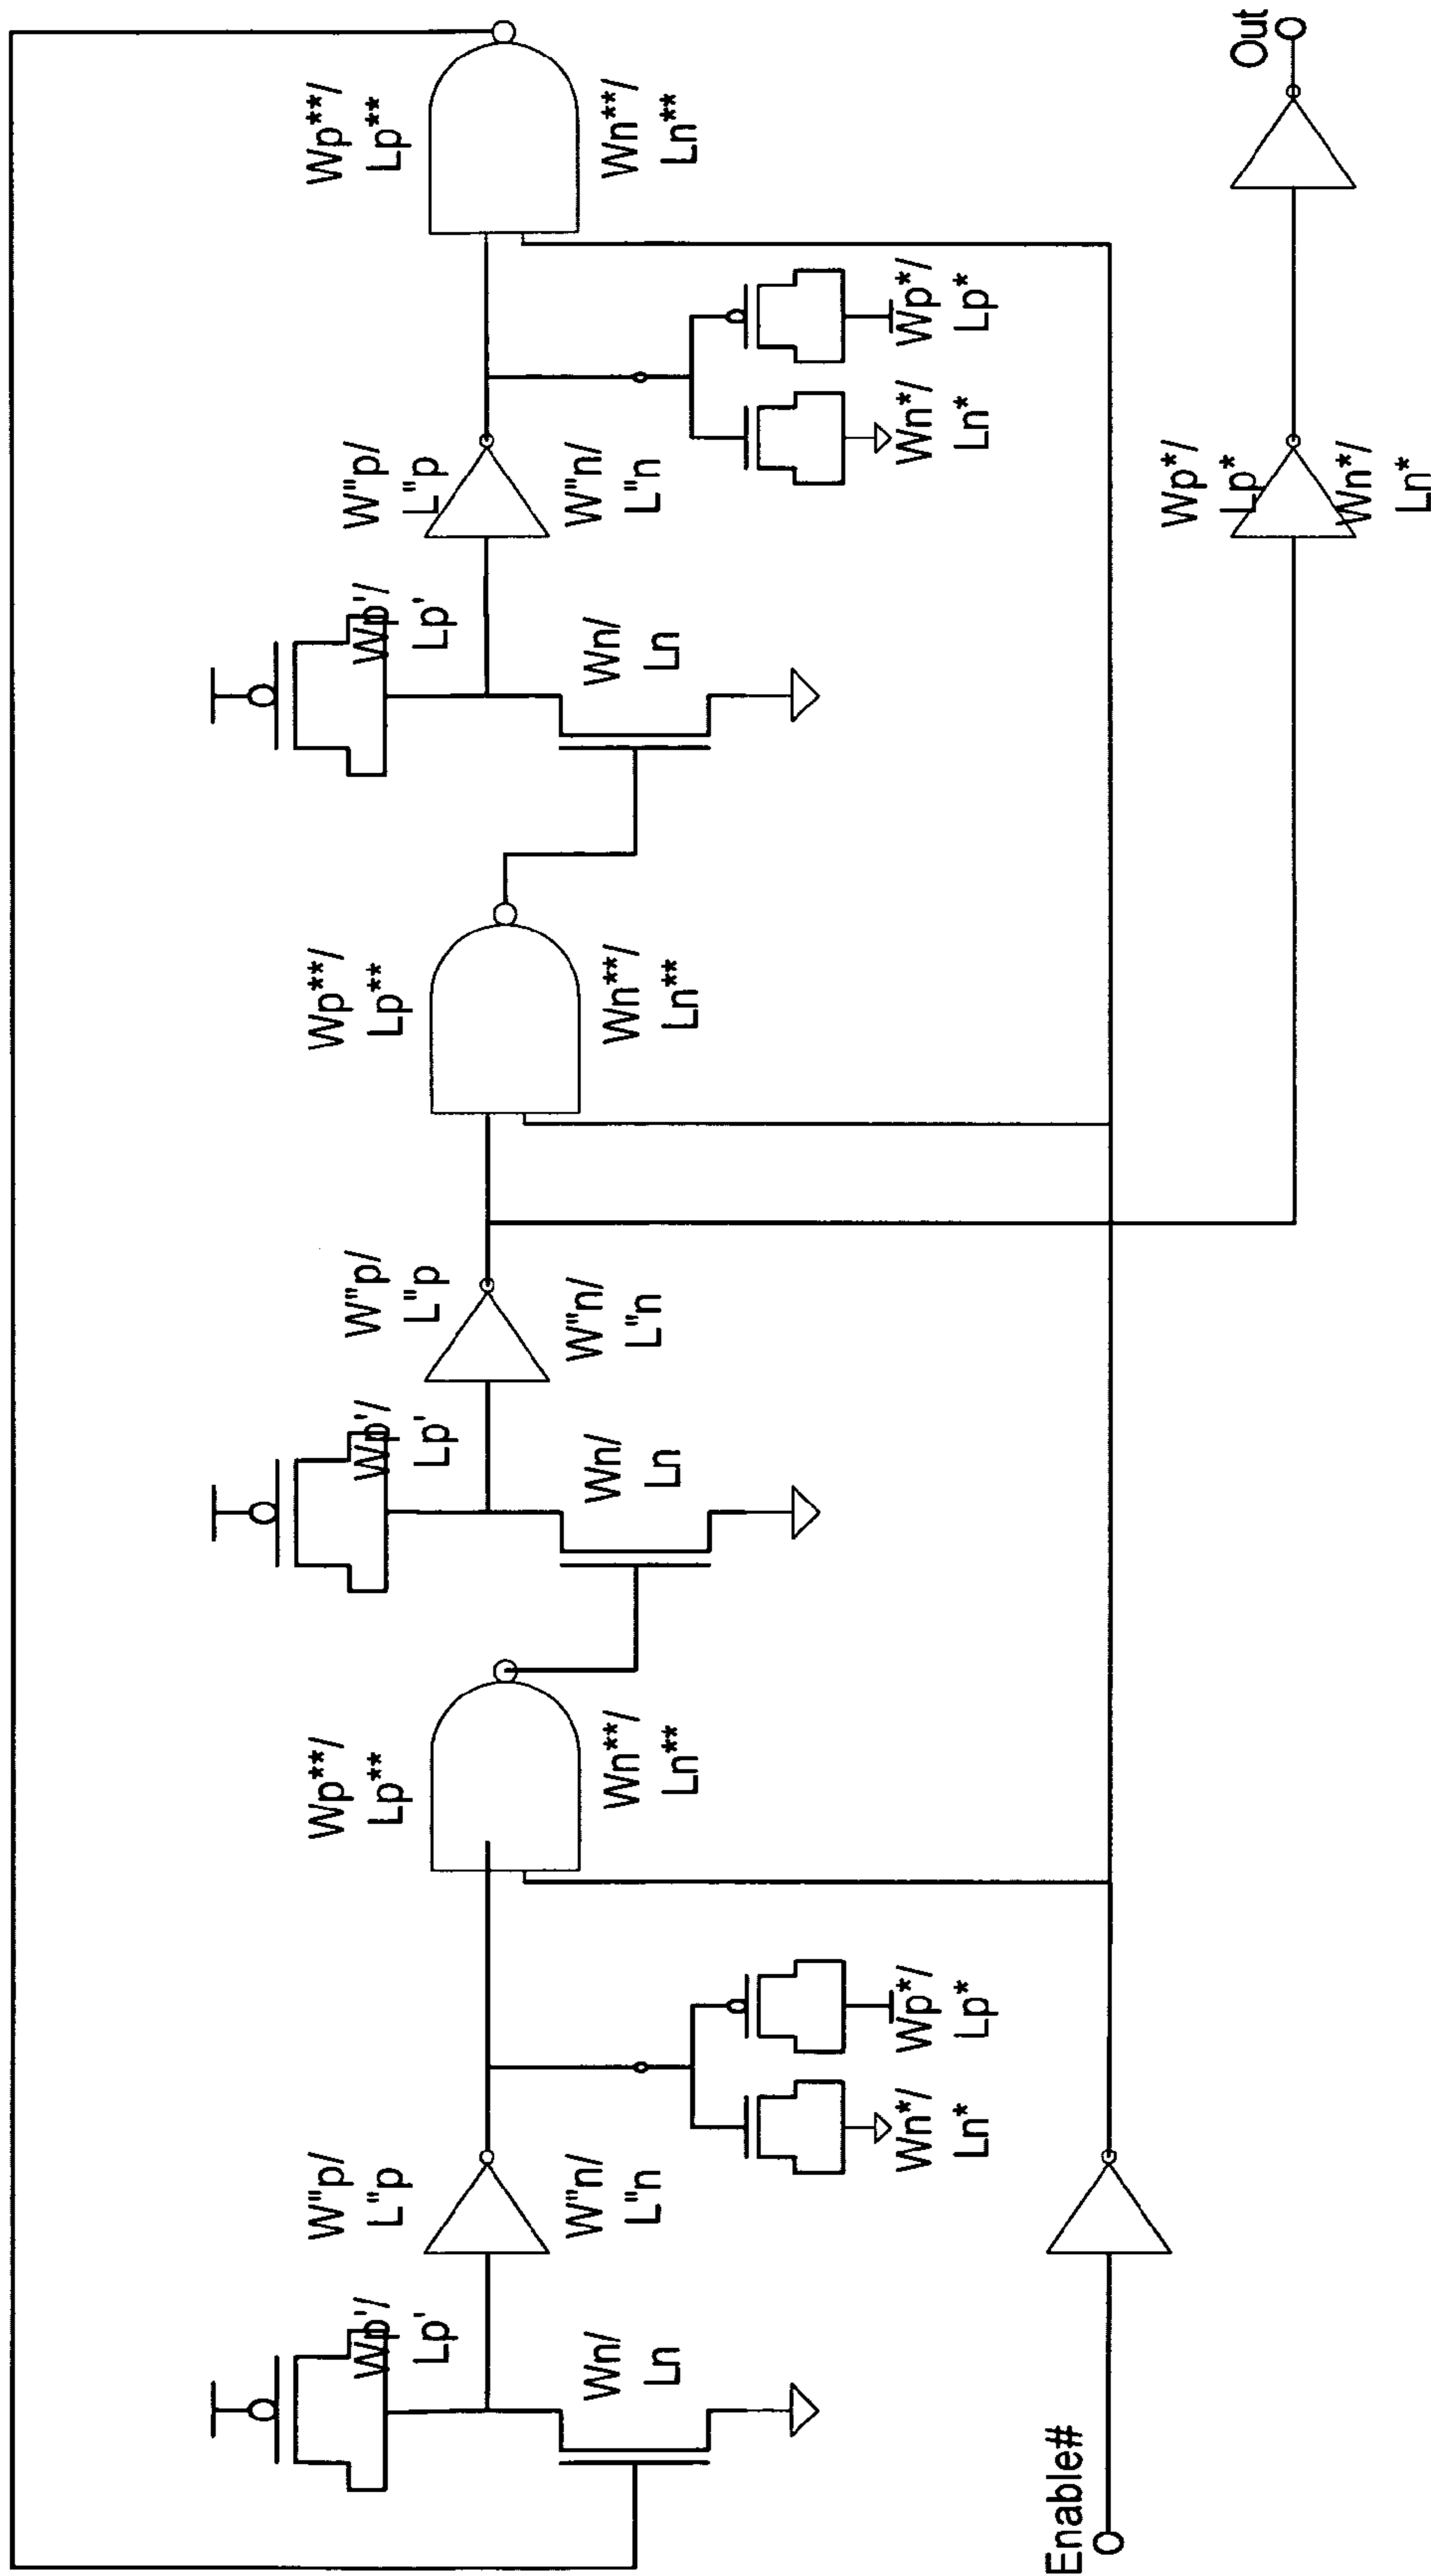 Wp'/
Lp'
Wn/
Ln
W"p/
L"p
W"n/
L"n
Wn*/
Ln*
Wp*/
Lp*
Wp**/
Lp**
Wn**/
Ln**
Wp'/
Lp'
Wn/
Ln
W"p/
L"p
W"n/
L"n
Wp**/
Lp**
Wn**/
Ln**
Wp'/
Lp'
Wn/
Ln
W"p/
L"p
W"n/
L"n
Wn*/
Ln*
Wp*/
Lp*
Wp**/
Lp**
Wn**/
Ln**
Enable#
Wp*/
Lp*
Wn*/
Ln*
Out